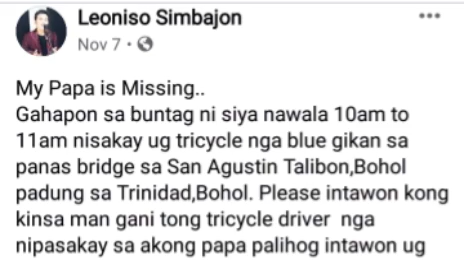 Leoniso Simbajon
Nov 7 •
My Papa is Missing..
Gahapon sa buntag ni siya nawala 10am to
11am nisakay ug tricycle nga blue gikan sa
panas bridge sa San Agustin Talibon,Bohol
padung sa Trinidad,Bohol. Please intawon kong
kinsa man gani tong tricycle driver  nga
nipasakay sa akong papa palihog intawon ug